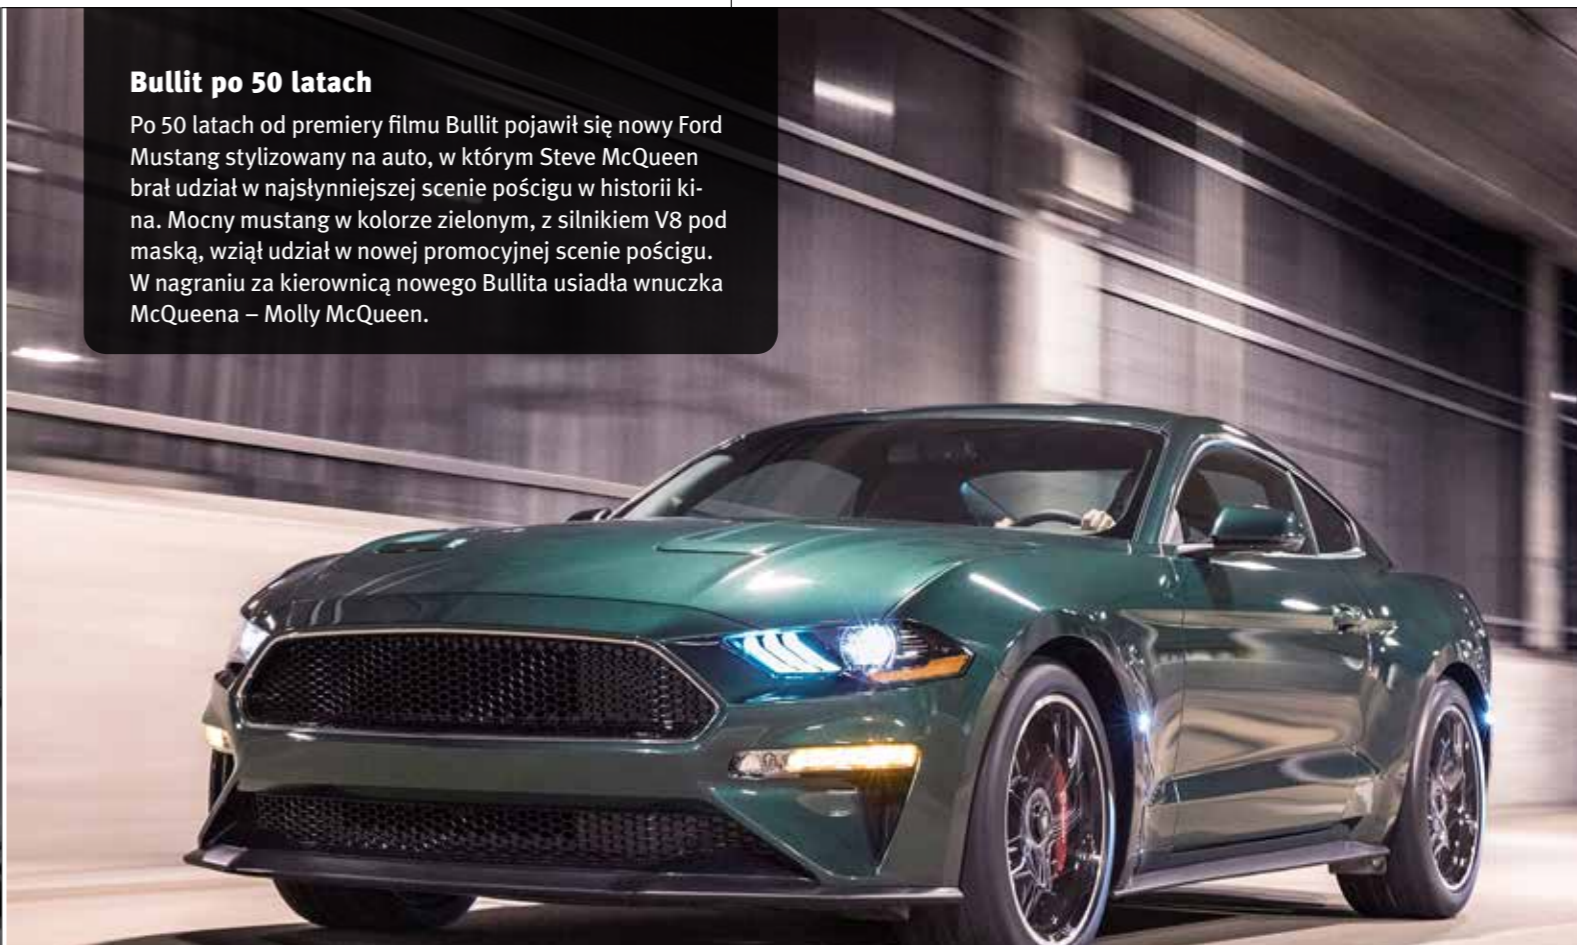 Bullit po 50 latach
Po 50 latach od premiery filmu Bullit pojawił się nowy Ford
Mustang stylizowany na auto, w którym Steve McQueen
brał udział w najsłynniejszej scenie pościgu w historii ki-
na. Mocny mustang w kolorze zielonym, z silnikiem V8 pod
maską, wziął udział w nowej promocyjnej scenie pościgu.
W nagraniu za kierownicą nowego Bullita usiadła wnuczka
McQueena – Molly McQueen.